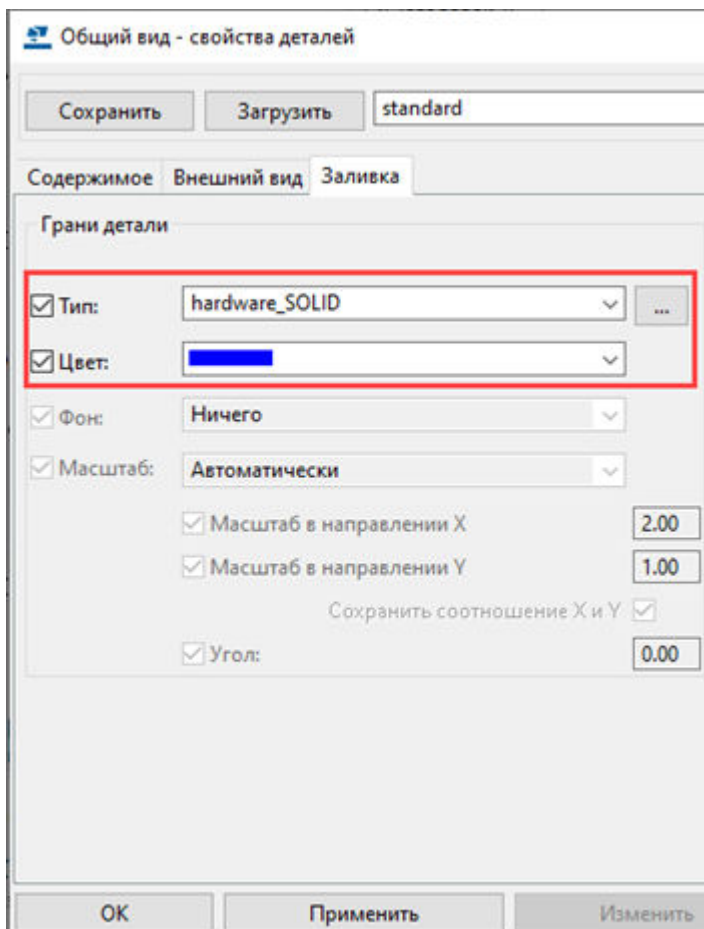 Общий вид - свойства деталей
Сохранить Загрузить standard
Содержимое Внешний вид Заливка
Грани детали
Тип: hardware_SOLID ...
Цвет:
Фон: Ничего
Масштаб: Автоматически
Масштаб в направлении X 2.00
Масштаб в направлении Y 1.00
Сохранить соотношение X и Y
Угол: 0.00
ОК Применить Изменить